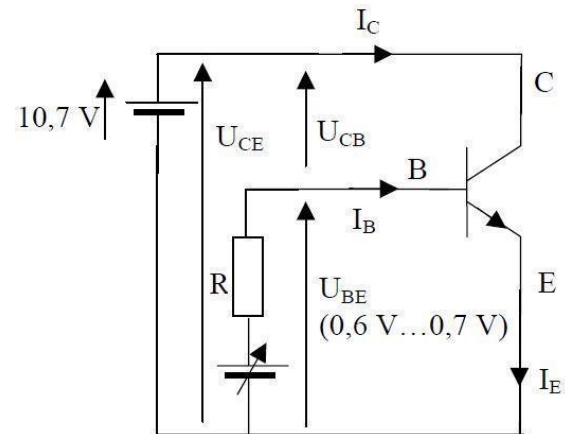 I_C
C
10,7 V
U_CE
U_CB
B
I_B
R
U_BE
(0,6 V…0,7 V)
E
I_E